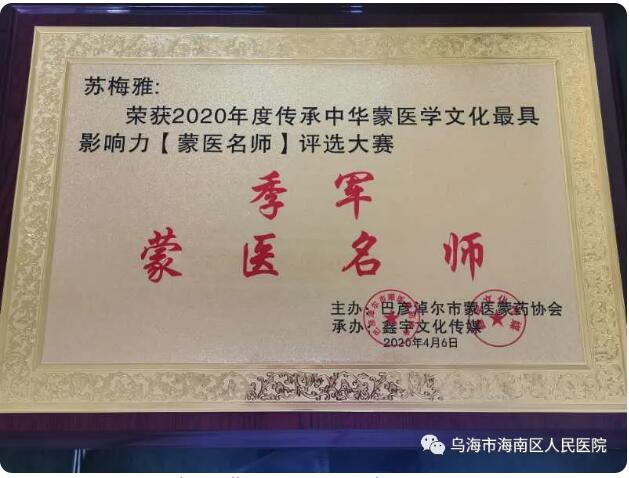 苏梅雅:
荣获2020年度传承中华蒙医学文化最具
影响力【蒙医名师】评选大赛
季军
蒙医名师
主办:巴彦淖尔市蒙医蒙药协会
承办:鑫宇文化传媒
2020年4月6日
乌海市海南区人民医院